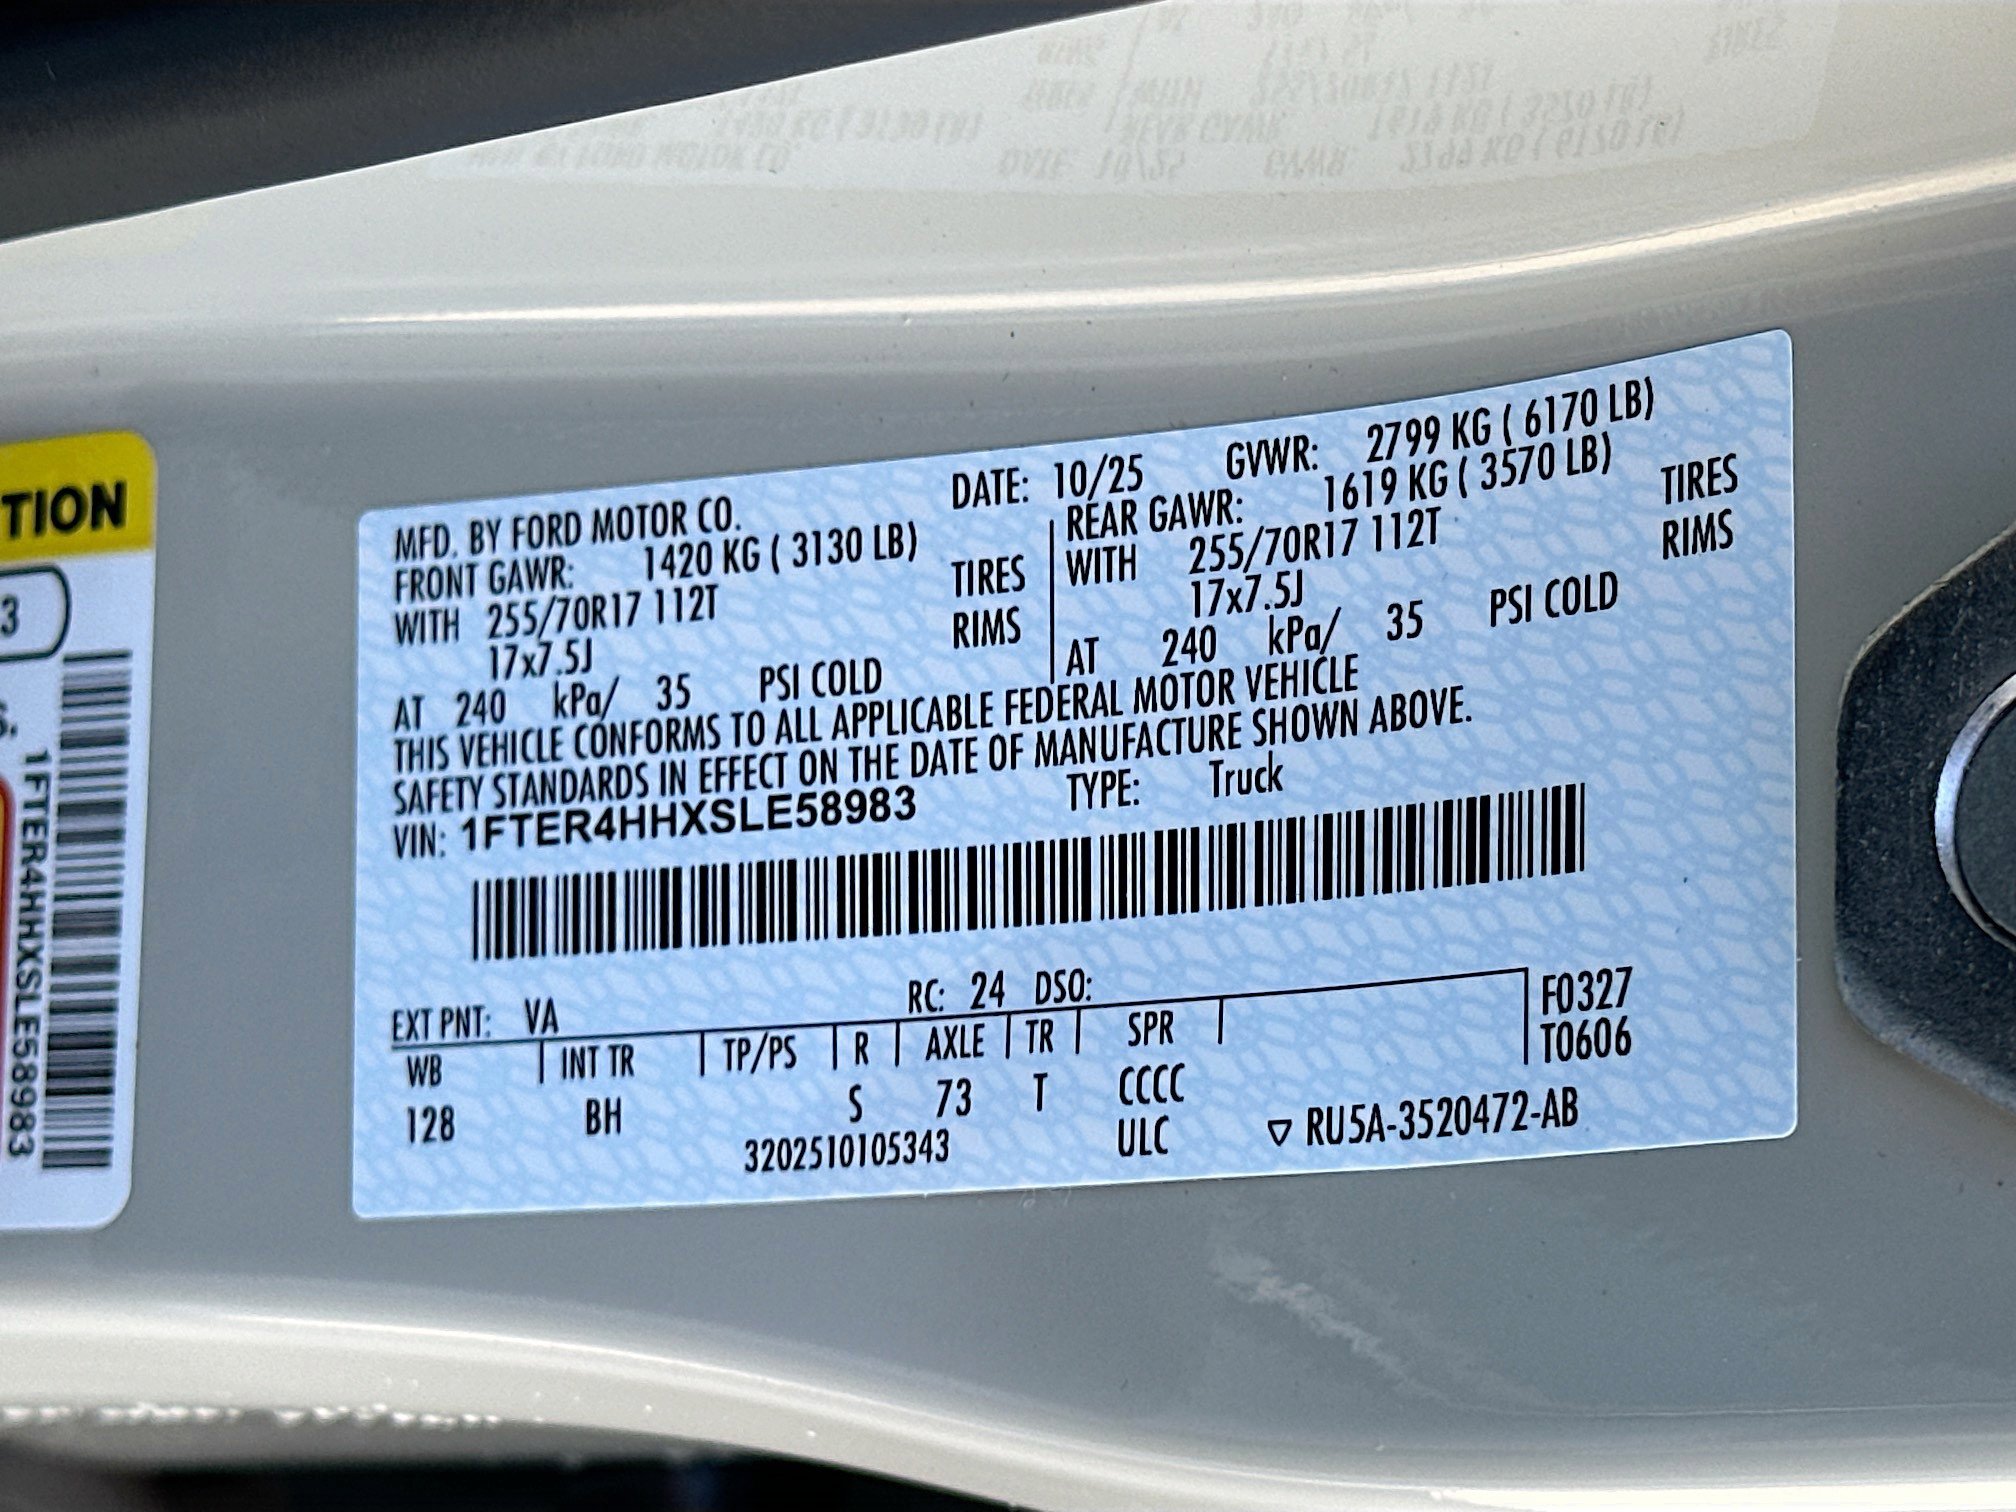 MFD. BY FORD MOTOR CO.
DATE: 10/25 GVWR: 2799 KG ( 6170 LB)
FRONT GAWR: 1420 KG ( 3130 LB)
WITH 255/70R17 112T TIRES
17x7.5J RIMS
AT 240 kPa/ 35 PSI COLD
REAR GAWR: 1619 KG ( 3570 LB)
WITH 255/70R17 112T TIRES
17x7.5J RIMS
AT 240 kPa/ 35 PSI COLD
THIS VEHICLE CONFORMS TO ALL APPLICABLE FEDERAL MOTOR VEHICLE
SAFETY STANDARDS IN EFFECT ON THE DATE OF MANUFACTURE SHOWN ABOVE.
VIN: 1FTER4HHXSLE58983 TYPE: Truck
EXT PNT: VA RC: 24 DSO:
WB INT TR TP/PS R AXLE TR SPR
128 BH S 73 T CCCC
3202510105343 ULC ▽ RU5A-3520472-AB
F0327
T0606
TION
3
1FTER4HHXSLE58983